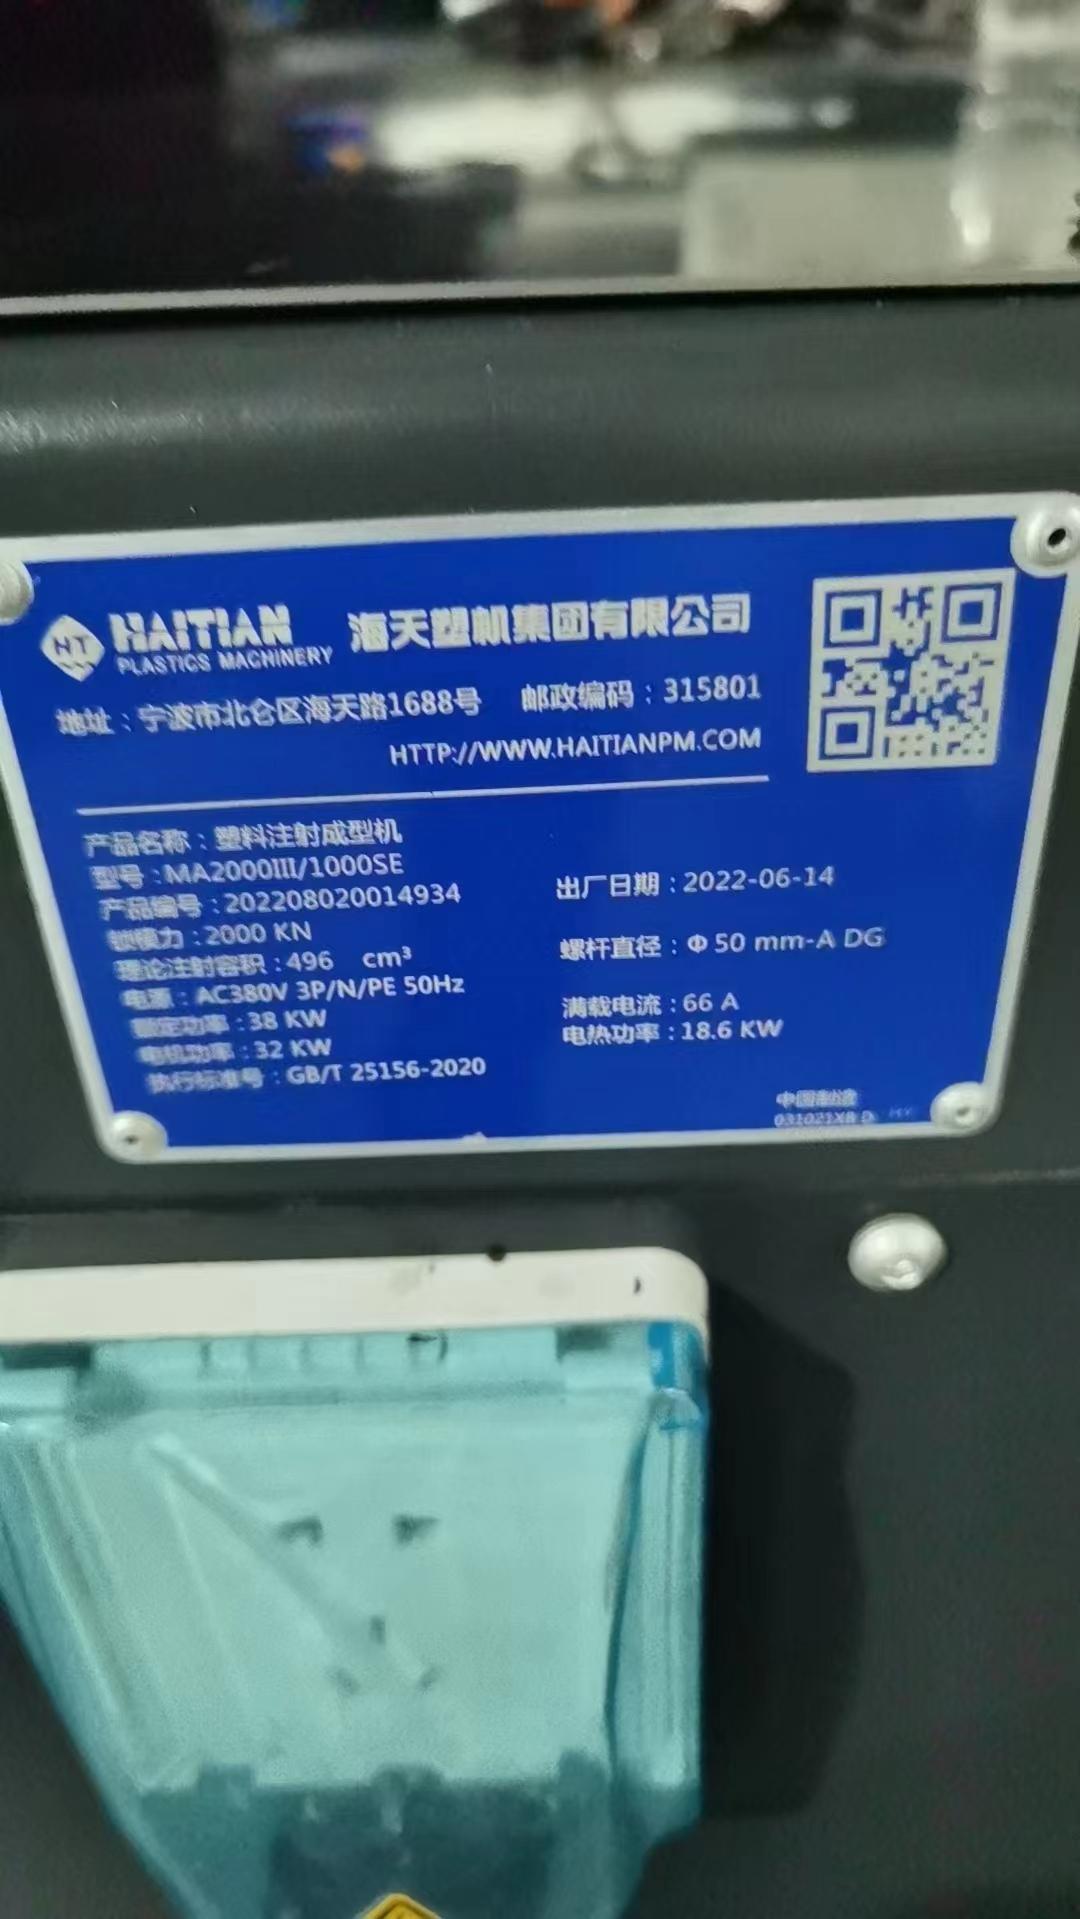 HT
HAITIAN
PLASTICS MACHINERY
海天塑机集团有限公司
地址：宁波市北仑区海天路1688号 邮政编码：315801
HTTP://WWW.HAITIANPM.COM
产品名称：塑料注射成型机
型号：MA2000III/1000SE
产品编号：202208020014934 出厂日期：2022-06-14
锁模力：2000 KN
理论注射容积：496 cm³ 螺杆直径：Φ 50 mm-A DG
电源：AC380V 3P/N/PE 50Hz
额定功率：38 KW 满载电流：66 A
电机功率：32 KW 电热功率：18.6 KW
执行标准号：GB/T 25156-2020
中国制造
031021X8 D